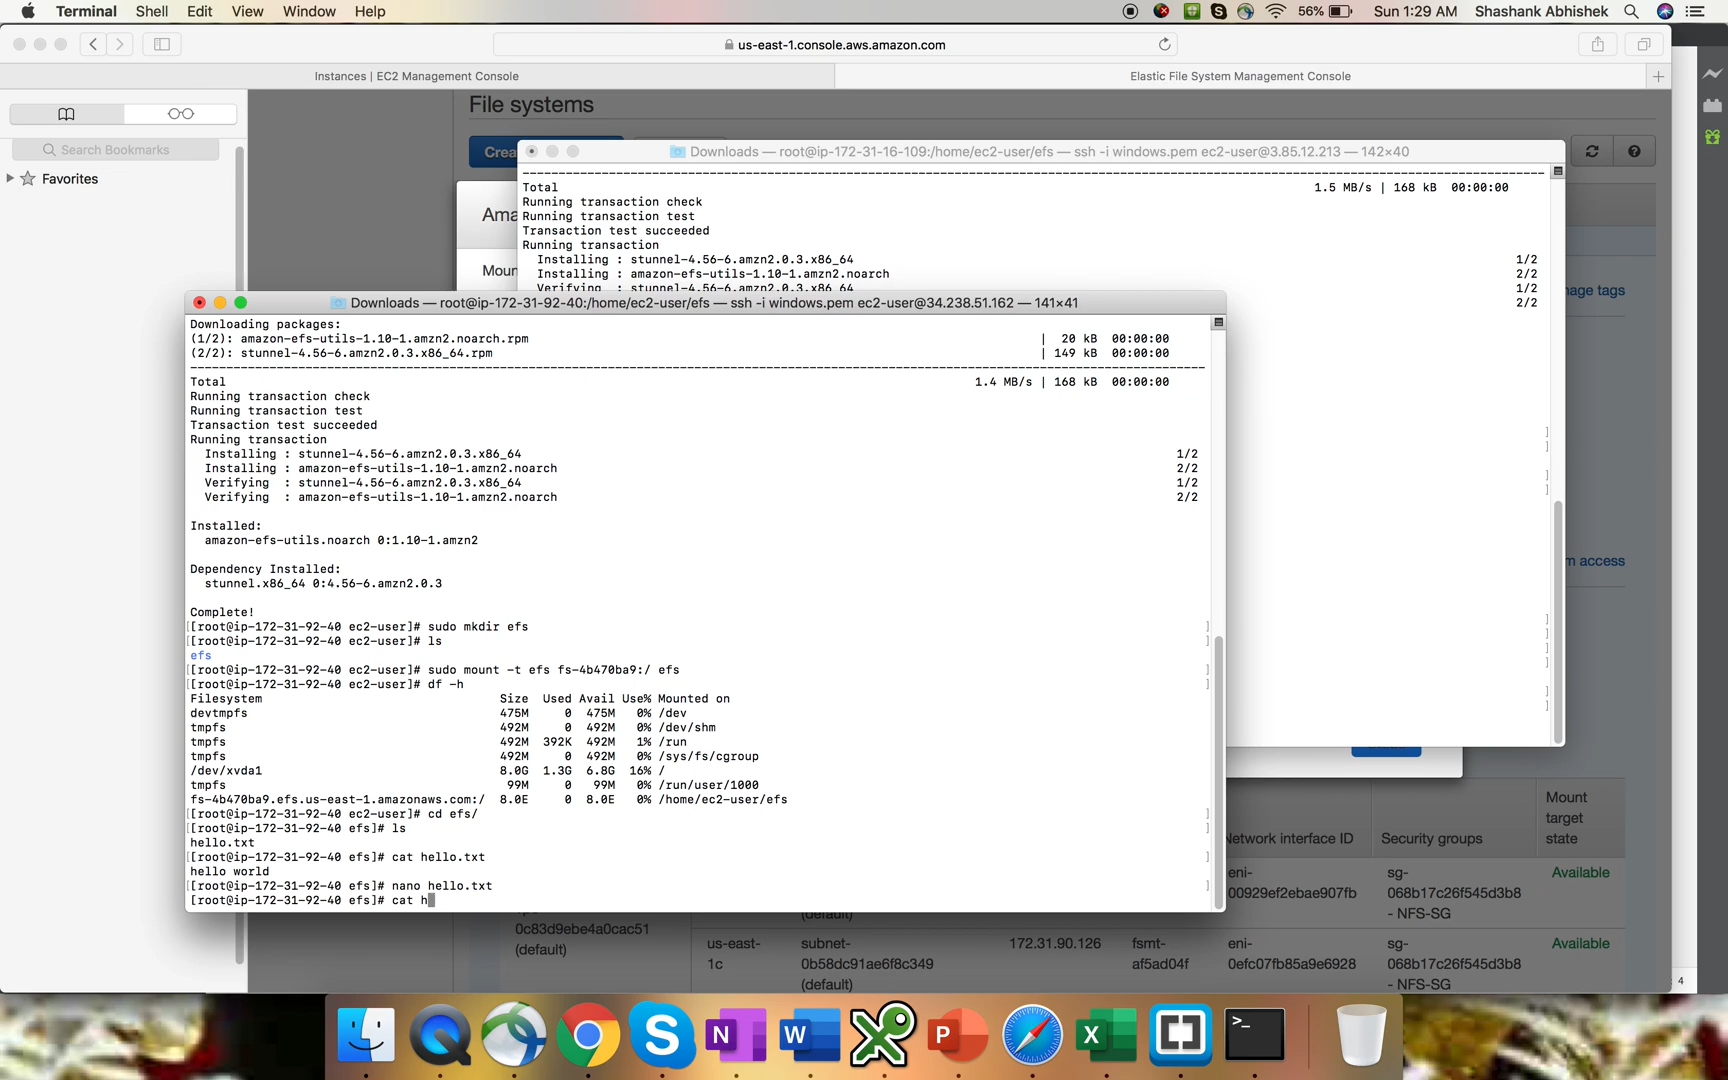 Terminal Shell Edit View Window Help
56% Sun 1:29 AM Shashank Abhishek
us-east-1.console.aws.amazon.com
Instances | EC2 Management Console
Elastic File System Management Console
Search Bookmarks
Favorites
File systems
Crea
Downloads — root@ip-172-31-16-109:/home/ec2-user/efs — ssh -i windows.pem ec2-user@3.85.12.213 — 142×40
Total 1.5 MB/s | 168 kB 00:00:00
Running transaction check
Running transaction test
Transaction test succeeded
Running transaction
Installing : stunnel-4.56-6.amzn2.0.3.x86_64 1/2
Installing : amazon-efs-utils-1.10-1.amzn2.noarch 2/2
Verifying : stunnel-4.56-6.amzn2.0.3.x86_64 1/2
2/2
Ama
Moun
nage tags
m access
Downloads — root@ip-172-31-92-40:/home/ec2-user/efs — ssh -i windows.pem ec2-user@34.238.51.162 — 141×41
Downloading packages:
(1/2): amazon-efs-utils-1.10-1.amzn2.noarch.rpm | 20 kB 00:00:00
(2/2): stunnel-4.56-6.amzn2.0.3.x86_64.rpm | 149 kB 00:00:00
Total 1.4 MB/s | 168 kB 00:00:00
Running transaction check
Running transaction test
Transaction test succeeded
Running transaction
Installing : stunnel-4.56-6.amzn2.0.3.x86_64 1/2
Installing : amazon-efs-utils-1.10-1.amzn2.noarch 2/2
Verifying : stunnel-4.56-6.amzn2.0.3.x86_64 1/2
Verifying : amazon-efs-utils-1.10-1.amzn2.noarch 2/2
Installed:
amazon-efs-utils.noarch 0:1.10-1.amzn2
Dependency Installed:
stunnel.x86_64 0:4.56-6.amzn2.0.3
Complete!
[root@ip-172-31-92-40 ec2-user]# sudo mkdir efs
[root@ip-172-31-92-40 ec2-user]# ls
efs
[root@ip-172-31-92-40 ec2-user]# sudo mount -t efs fs-4b470ba9:/ efs
[root@ip-172-31-92-40 ec2-user]# df -h
Filesystem Size Used Avail Use% Mounted on
devtmpfs 475M 0 475M 0% /dev
tmpfs 492M 0 492M 0% /dev/shm
tmpfs 492M 392K 492M 1% /run
tmpfs 492M 0 492M 0% /sys/fs/cgroup
/dev/xvda1 8.0G 1.3G 6.8G 16% /
tmpfs 99M 0 99M 0% /run/user/1000
fs-4b470ba9.efs.us-east-1.amazonaws.com:/ 8.0E 0 8.0E 0% /home/ec2-user/efs
[root@ip-172-31-92-40 ec2-user]# cd efs/
[root@ip-172-31-92-40 efs]# ls
hello.txt
[root@ip-172-31-92-40 efs]# cat hello.txt
hello world
[root@ip-172-31-92-40 efs]# nano hello.txt
[root@ip-172-31-92-40 efs]# cat h
Network interface ID Security groups Mount target state
eni-00929ef2ebae907fb sg-068b17c26f545d3b8 - NFS-SG Available
0c83d9ebe4a0cac51 (default)
(default)
us-east-1c subnet-0b58dc91ae6f8c349 (default) 172.31.90.126 fsmt-af5ad04f eni-0efc07fb85a9e6928 sg-068b17c26f545d3b8 - NFS-SG Available
4
S N W P X